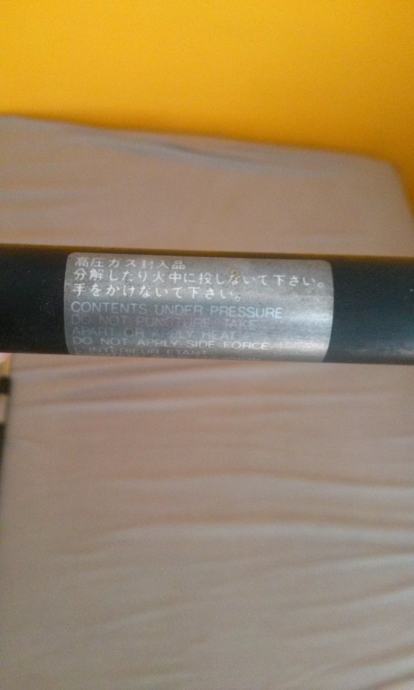 高圧ガス封入品
分解したり火中に投じないで下さい。
手をかけないで下さい。
CONTENTS UNDER PRESSURE
DO NOT PUNCTURE, TAKE
APART OR APPLY HEAT
DO NOT APPLY SIDE FORCE
L'INTERIEUR ETANT